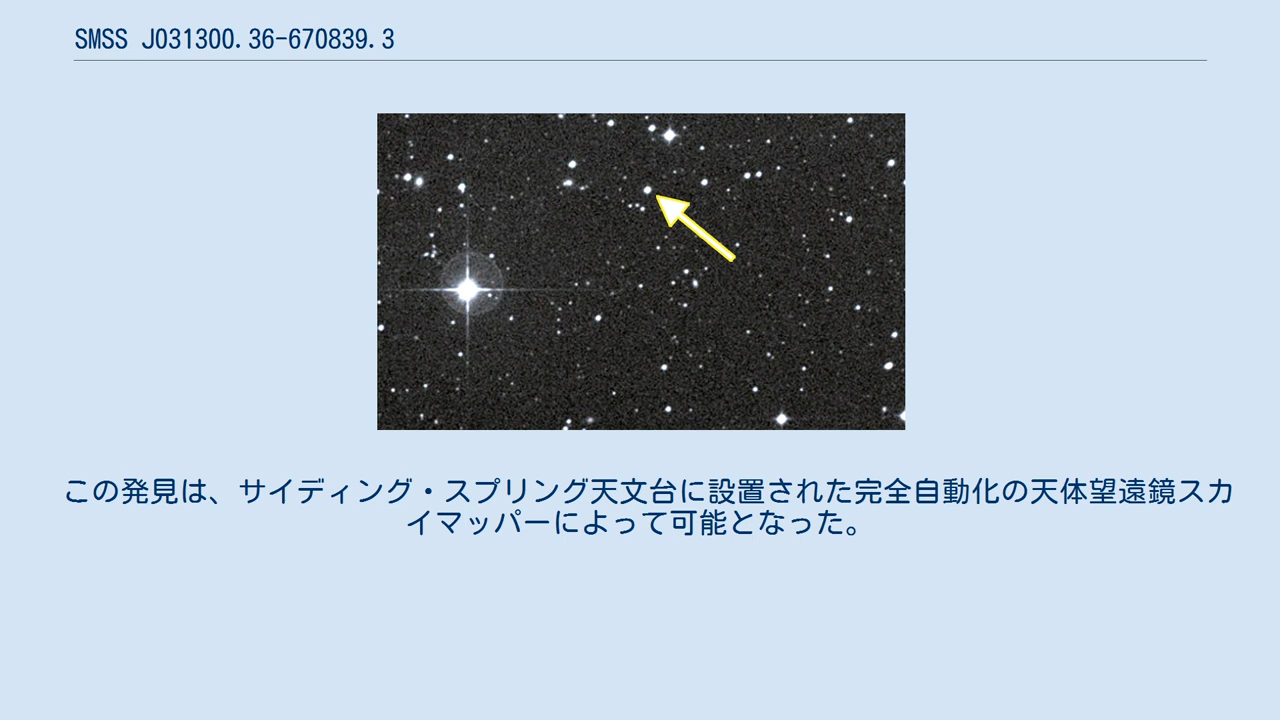 SMSS J031300.36-670839.3
この発見は、サイディング・スプリング天文台に設置された完全自動化の天体望遠鏡スカ
イマッパーによって可能となった。